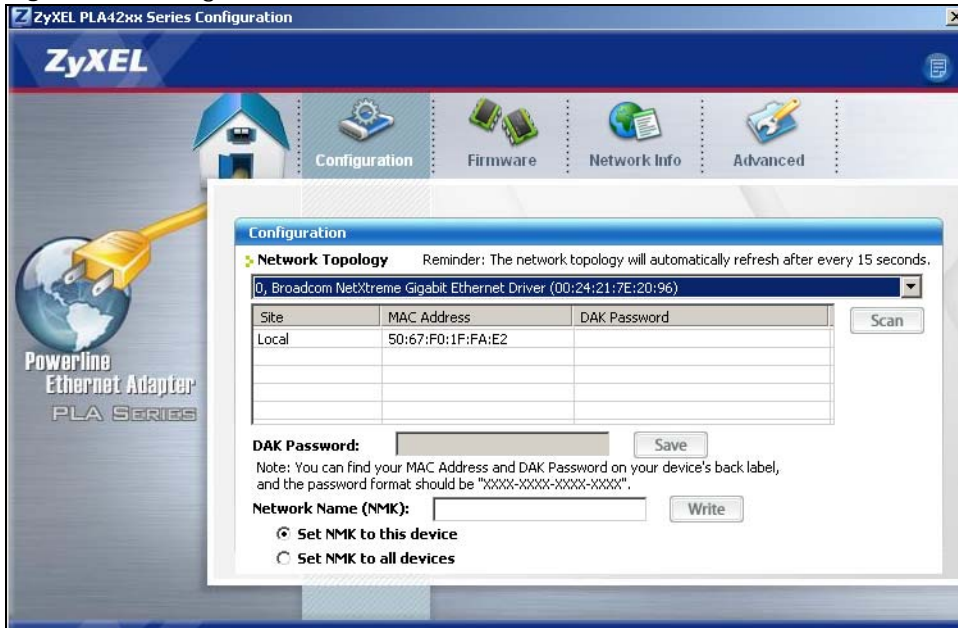 ZyXEL PLA42xx Series Configuration
ZyXEL
Configuration
Firmware
Network Info
Advanced
Powerline
Ethernet Adapter
PLA SERIES
Configuration
Network Topology Reminder: The network topology will automatically refresh after every 15 seconds.
0, Broadcom NetXtreme Gigabit Ethernet Driver (00:24:21:7E:20:96)
Site MAC Address DAK Password
Scan
Local 50:67:F0:1F:FA:E2
DAK Password: Save
Note: You can find your MAC Address and DAK Password on your device's back label,
and the password format should be "XXXX-XXXX-XXXX-XXXX".
Network Name (NMK): Write
Set NMK to this device
Set NMK to all devices